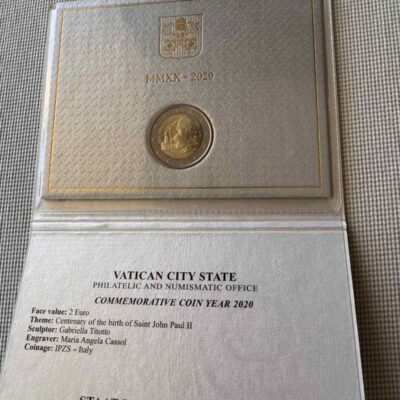 MMXX - 2020
VATICAN CITY STATE
PHILATELIC AND NUMISMATIC OFFICE
COMMEMORATIVE COIN YEAR 2020
Face value: 2 Euro
Theme: Centenary of the birth of Saint John Paul II
Sculptor: Gabriella Titotto
Engraver: Maria Angela Cassol
Coinage: IPZS – Italy